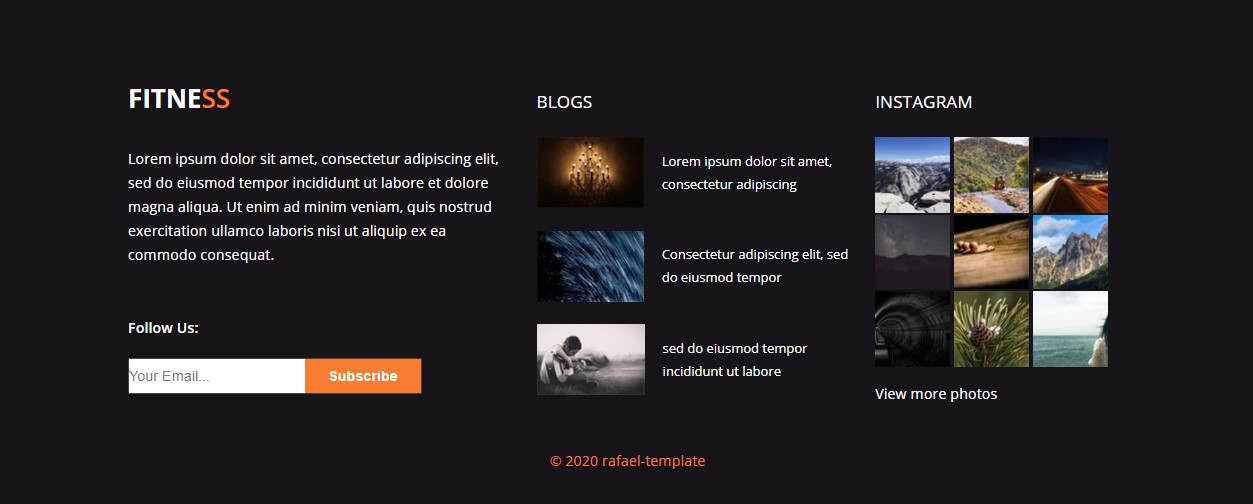 FITNESS
Lorem ipsum dolor sit amet, consectetur adipiscing elit,
sed do eiusmod tempor incididunt ut labore et dolore
magna aliqua. Ut enim ad minim veniam, quis nostrud
exercitation ullamco laboris nisi ut aliquip ex ea
commodo consequat.
Follow Us:
Your Email...
Subscribe
BLOGS
Lorem ipsum dolor sit amet,
consectetur adipiscing
Consectetur adipiscing elit, sed
do eiusmod tempor
sed do eiusmod tempor
incididunt ut labore
INSTAGRAM
View more photos
© 2020 rafael-template